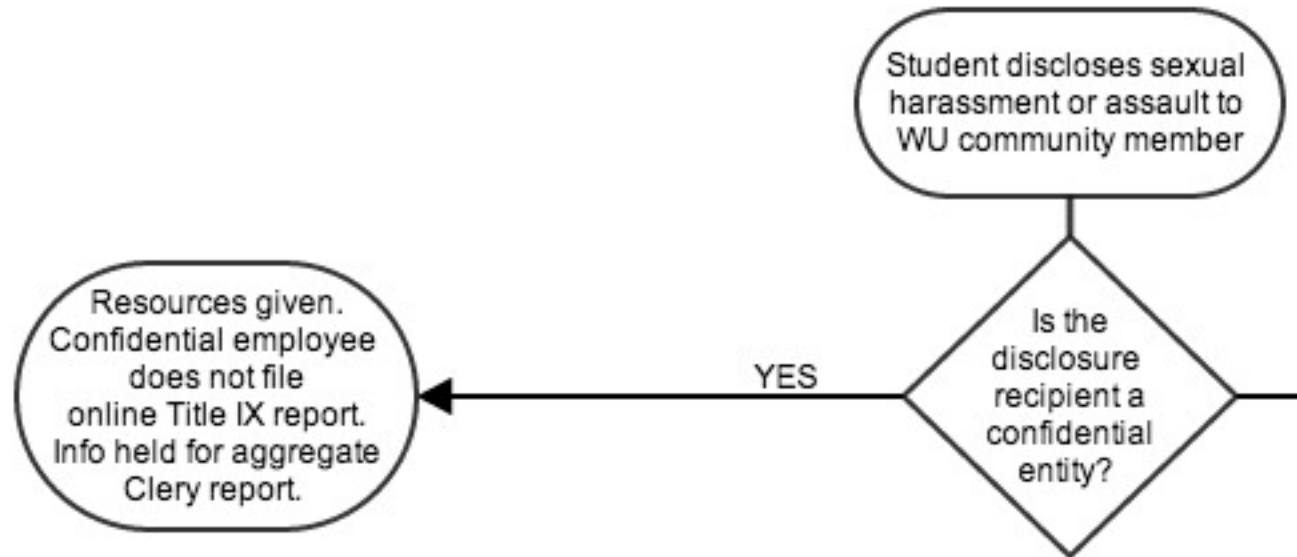 Student discloses sexual
harassment or assault to
WU community member
Is the
disclosure
recipient a
confidential
entity?
YES
Resources given.
Confidential employee
does not file
online Title IX report.
Info held for aggregate
Clery report.